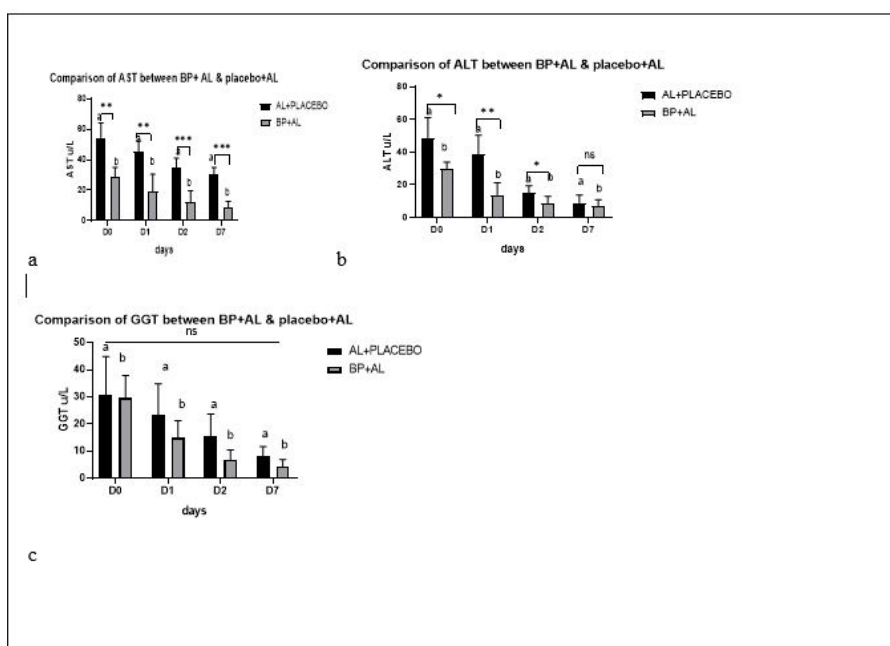 Comparison of AST between BP+ AL & placebo+AL
AL+PLACEBO
BP+AL
AST u/L
80
60
40
20
0
a ** b
a ** b
a *** b
a *** b
D0 D1 D2 D7
days
a
Comparison of ALT between BP+AL & placebo+AL
AL+PLACEBO
BP+AL
ALT u/L
80
60
40
20
0
a * b
a ** b
a * b
a ns b
D0 D1 D2 D7
days
b
Comparison of GGT between BP+AL & placebo+AL
ns
AL+PLACEBO
BP+AL
GGT u/L
50
40
30
20
10
0
a b a b a b a b
D0 D1 D2 D7
days
c